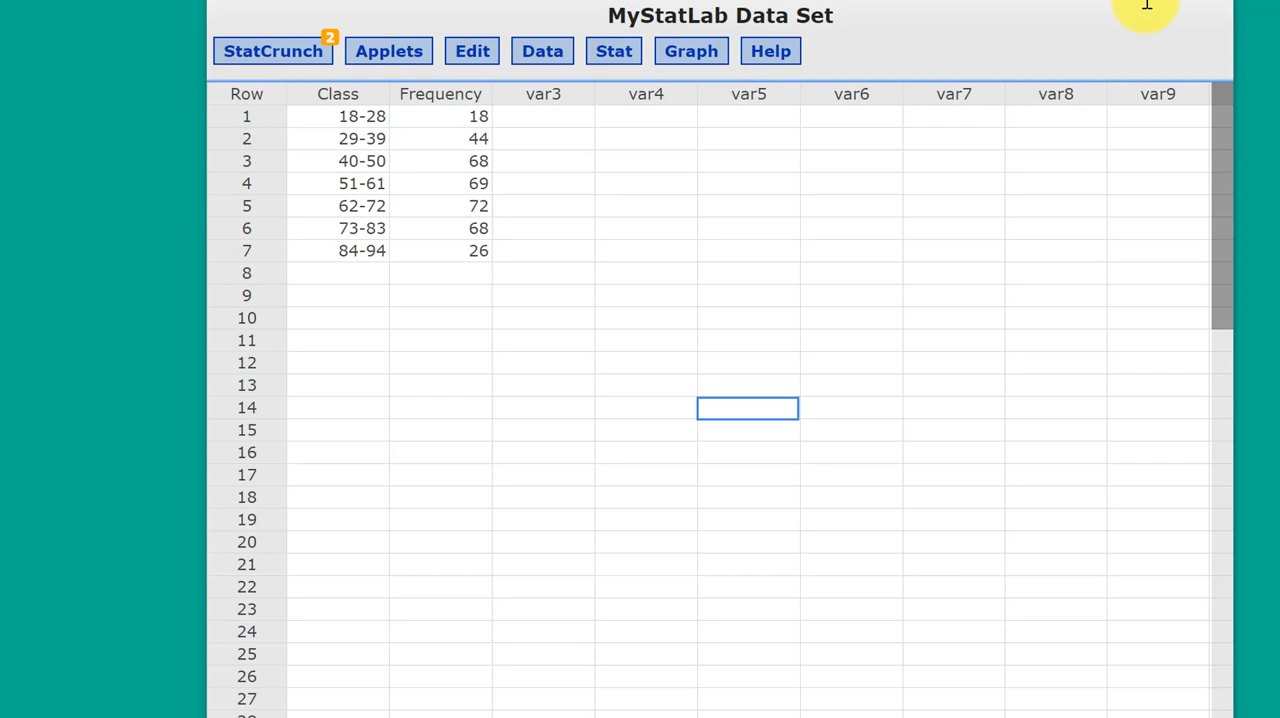 MyStatLab Data Set
StatCrunch 2 Applets Edit Data Stat Graph Help
Row Class Frequency var3 var4 var5 var6 var7 var8 var9
1 18-28 18
2 29-39 44
3 40-50 68
4 51-61 69
5 62-72 72
6 73-83 68
7 84-94 26
8
9
10
11
12
13
14
15
16
17
18
19
20
21
22
23
24
25
26
27